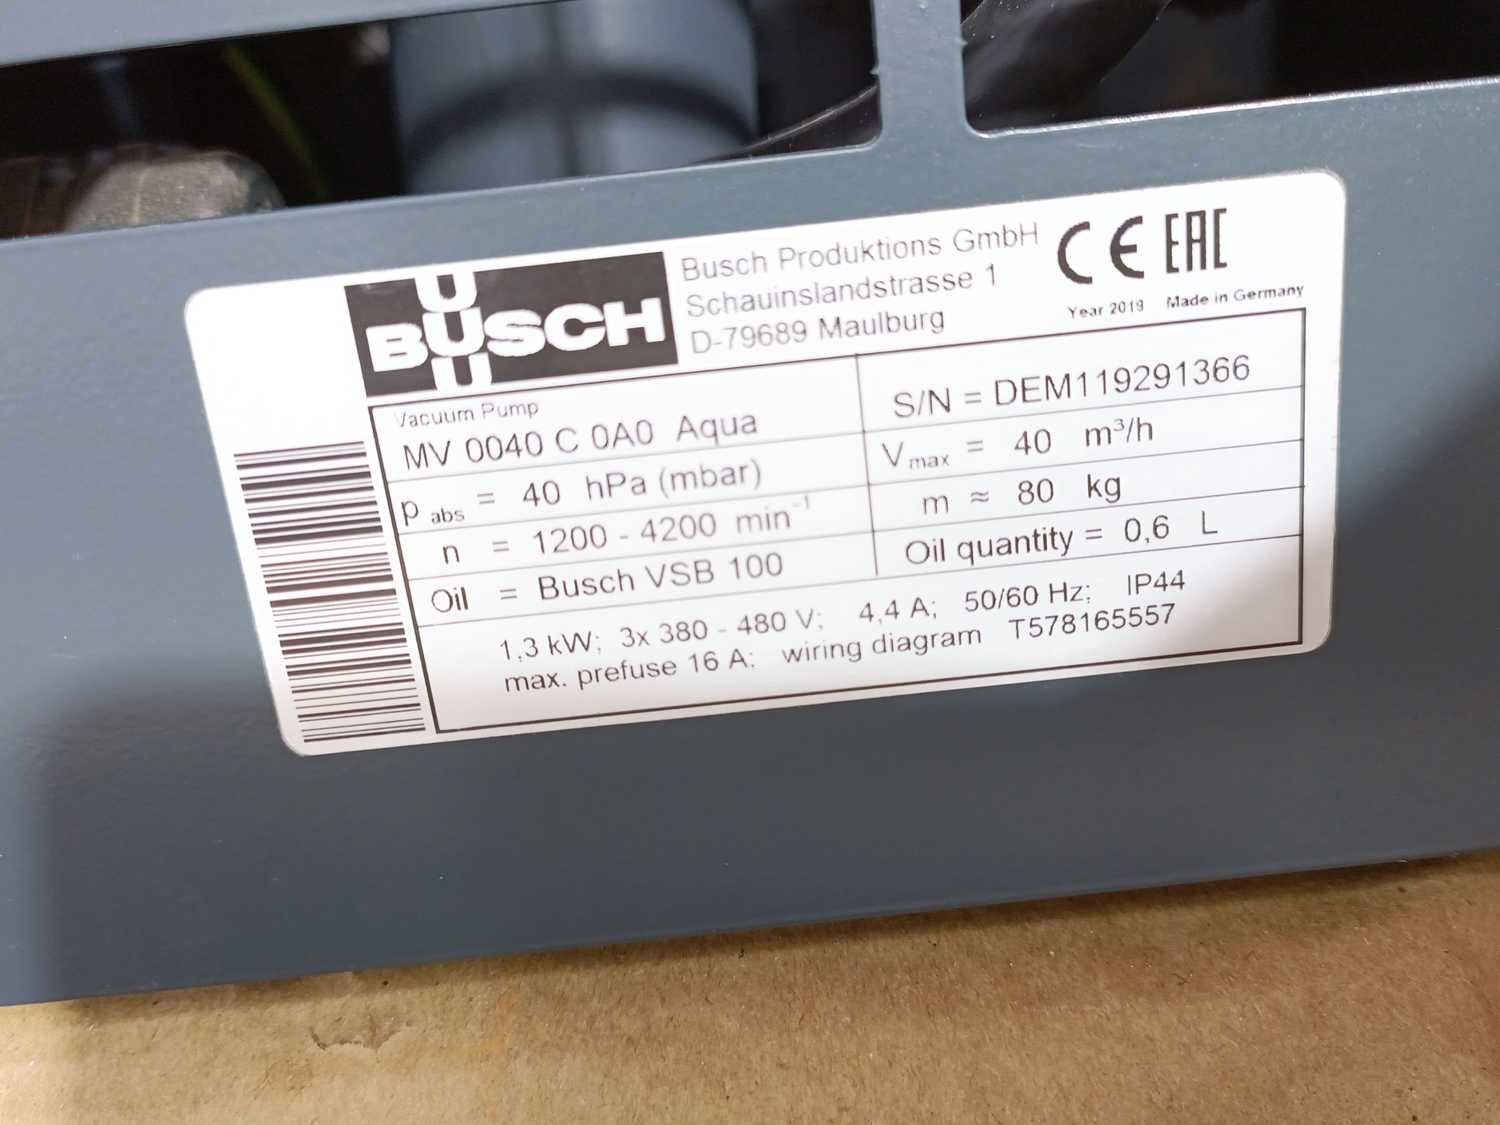 BUSCH
Busch Produktions GmbH
Schauinslandstrasse 1
D-79689 Maulburg
CE EAC
Year 2019 Made in Germany
Vacuum Pump
MV 0040 C 0A0 Aqua
S/N = DEM119291366
p abs = 40 hPa (mbar)
V max = 40 m³/h
n = 1200 - 4200 min⁻¹
m ≈ 80 kg
Oil = Busch VSB 100
Oil quantity = 0,6 L
1,3 kW; 3x 380 - 480 V; 4,4 A; 50/60 Hz; IP44
max. prefuse 16 A; wiring diagram T578165557